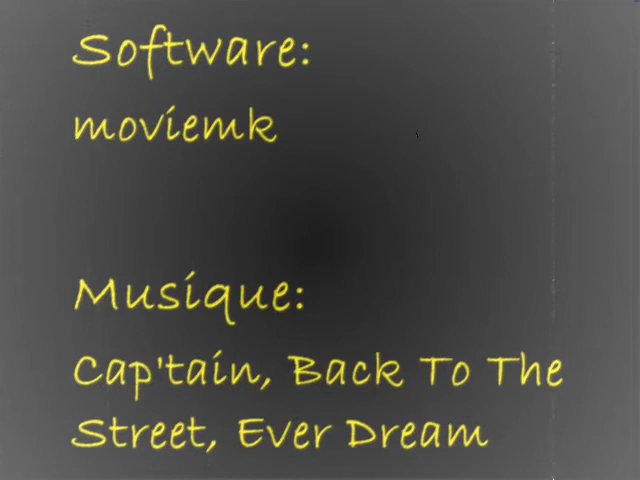 Software:
moviemk
Musique:
Cap'tain, Back To The
Street, Ever Dream